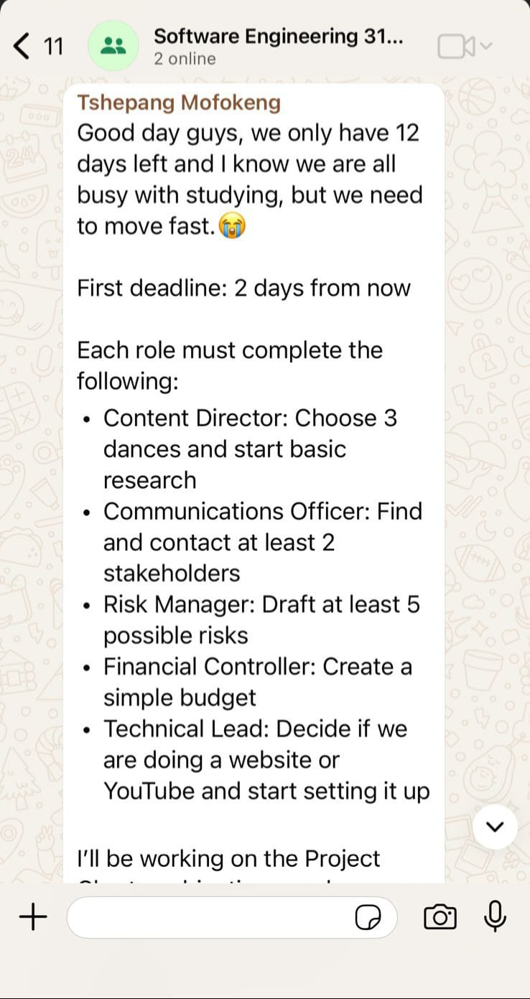 11
Software Engineering 31...
2 online
Tshepang Mofokeng
Good day guys, we only have 12
days left and I know we are all
busy with studying, but we need
to move fast.😭
First deadline: 2 days from now
Each role must complete the
following:
• Content Director: Choose 3
dances and start basic
research
• Communications Officer: Find
and contact at least 2
stakeholders
• Risk Manager: Draft at least 5
possible risks
• Financial Controller: Create a
simple budget
• Technical Lead: Decide if we
are doing a website or
YouTube and start setting it up
I'll be working on the Project